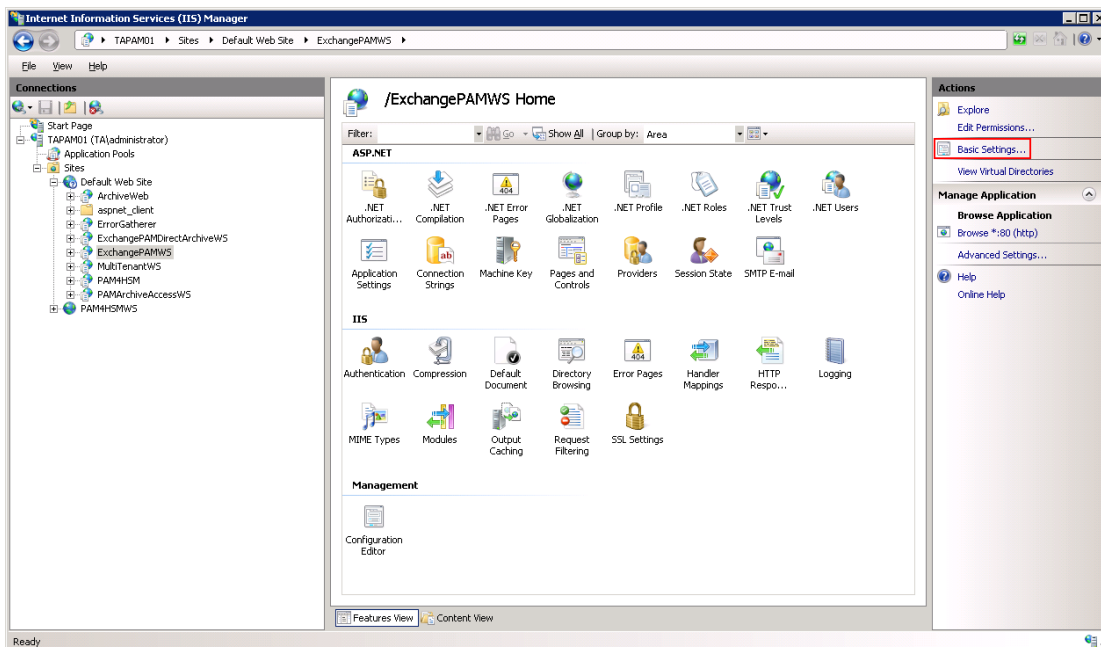 Internet Information Services (IIS) Manager
TAPAM01 Sites Default Web Site ExchangePAMWS
File View Help
Connections
Start Page
TAPAM01 (TA\administrator)
Application Pools
Sites
Default Web Site
ArchiveWeb
aspnet_client
ErrorGatherer
ExchangePAMDirectArchiveWS
ExchangePAMWS
MultiTenantWS
PAM4HSM
PAMArchiveAccessWS
PAM4HSMWS
/ExchangePAMWS Home
Filter: Go Show All Group by: Area
ASP.NET
.NET Authorizati...
.NET Compilation
.NET Error Pages
.NET Globalization
.NET Profile
.NET Roles
.NET Trust Levels
.NET Users
Application Settings
Connection Strings
Machine Key
Pages and Controls
Providers
Session State
SMTP E-mail
IIS
Authentication
Compression
Default Document
Directory Browsing
Error Pages
Handler Mappings
HTTP Respo...
Logging
MIME Types
Modules
Output Caching
Request Filtering
SSL Settings
Management
Configuration Editor
Features View Content View
Actions
Explore
Edit Permissions...
Basic Settings...
View Virtual Directories
Manage Application
Browse Application
Browse *:80 (http)
Advanced Settings...
Help
Online Help
Ready